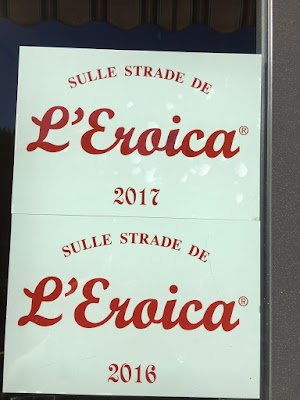 SULLE STRADE DE
L'Eroica®
2017
SULLE STRADE DE
L'Eroica®
2016